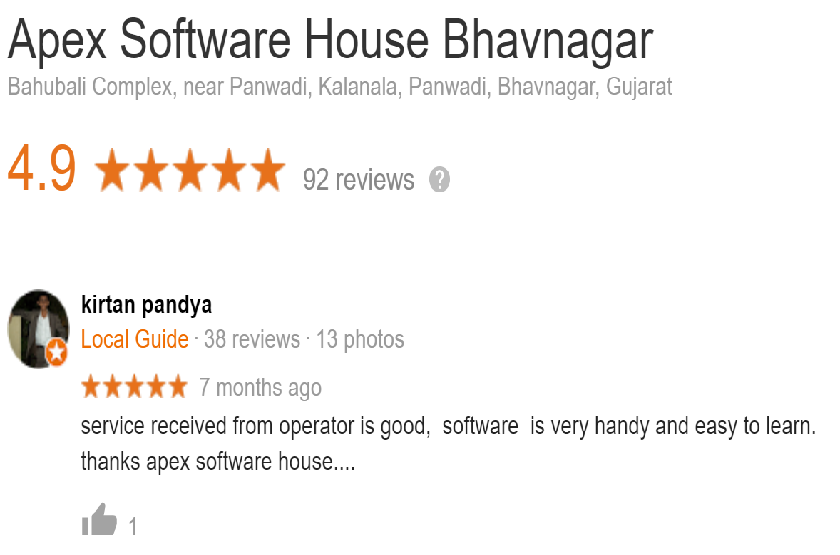 Apex Software House Bhavnagar
Bahubali Complex, near Panwadi, Kalanala, Panwadi, Bhavnagar, Gujarat
4.9 92 reviews ?
kirtan pandya
Local Guide · 38 reviews · 13 photos
7 months ago
service received from operator is good,  software  is very handy and easy to learn.
thanks apex software house....
1